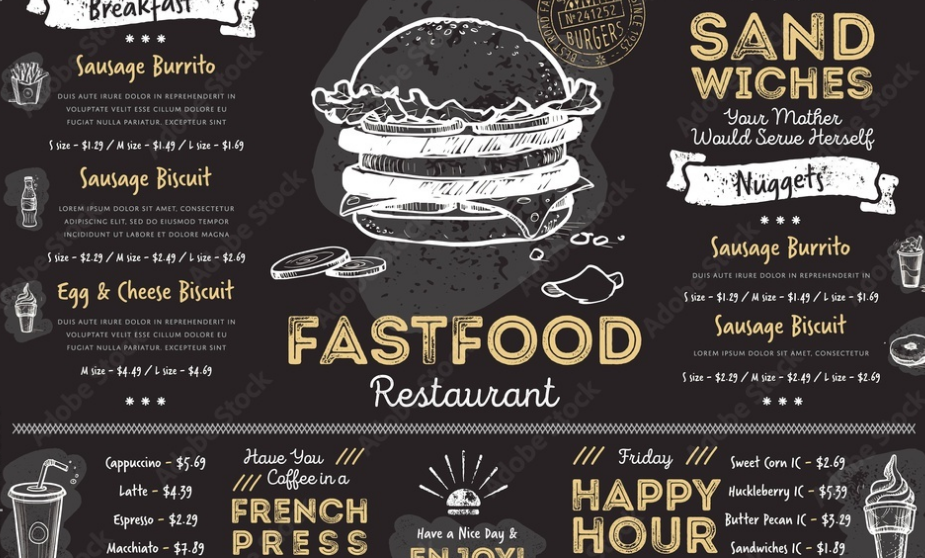 Breakfast
Sausage Burrito
DUIS AUTE IRURE DOLOR IN REPREHENDERIT IN
VOLUPTATE VELIT ESSE CILLUM DOLORE EU
FUGIAT NULLA PARIATUR. EXCEPTEUR SINT
S size – $1.29 / M size – $1.49 / L size – $1.69
Sausage Biscuit
LOREM IPSUM DOLOR SIT AMET, CONSECTETUR
ADIPISCING ELIT, SED DO EIUSMOD TEMPOR
INCIDIDUNT UT LABORE ET DOLORE MAGNA
S size – $2.29 / M size – $2.49 / L size – $2.69
Egg & Cheese Biscuit
DUIS AUTE IRURE DOLOR IN REPREHENDERIT IN
VOLUPTATE VELIT ESSE CILLUM DOLORE EU
FUGIAT NULLA PARIATUR. EXCEPTEUR SINT
M size – $4.49 / L size – $4.69
Nº241252
BURGERS
SINCE 1975
BEST ROAD
FASTFOOD
Restaurant
SAND
WICHES
Your Mother
Would Serve Herself
Nuggets
Sausage Burrito
DUIS AUTE IRURE DOLOR IN REPREHENDERIT IN
S size – $1.29 / M size – $1.49 / L size – $1.69
Sausage Biscuit
LOREM IPSUM DOLOR SIT AMET, CONSECTETUR
S size – $2.29 / M size – $2.49 / L size – $2.69
Cappuccino – $5.69
Latte – $4.39
Espresso – $2.29
Macchiato – $7.89
Have You
Coffee in a
FRENCH
PRESS
Have a Nice Day &
ENJOY!
Friday
HAPPY
HOUR
Sweet Corn IC – $2.69
Huckleberry IC – $5.39
Butter Pecan IC – $3.29
Sandwiches IC – $1.89
Adobe Stock